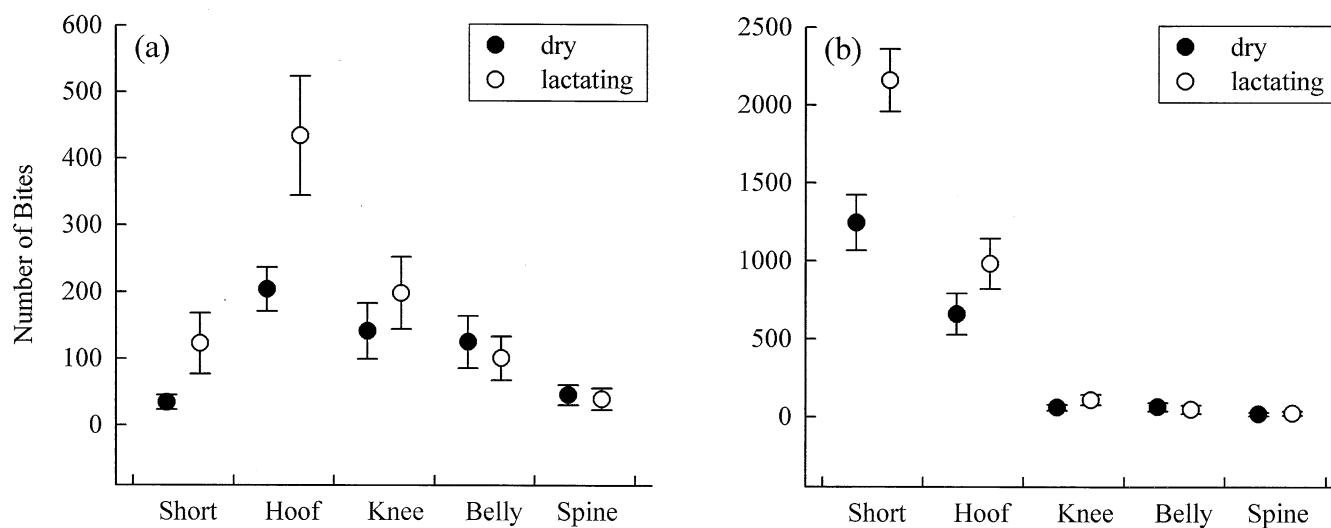 (a)
dry
lactating
Number of Bites
600
500
400
300
200
100
0
Short Hoof Knee Belly Spine
(b)
dry
lactating
2500
2000
1500
1000
500
0
Short Hoof Knee Belly Spine